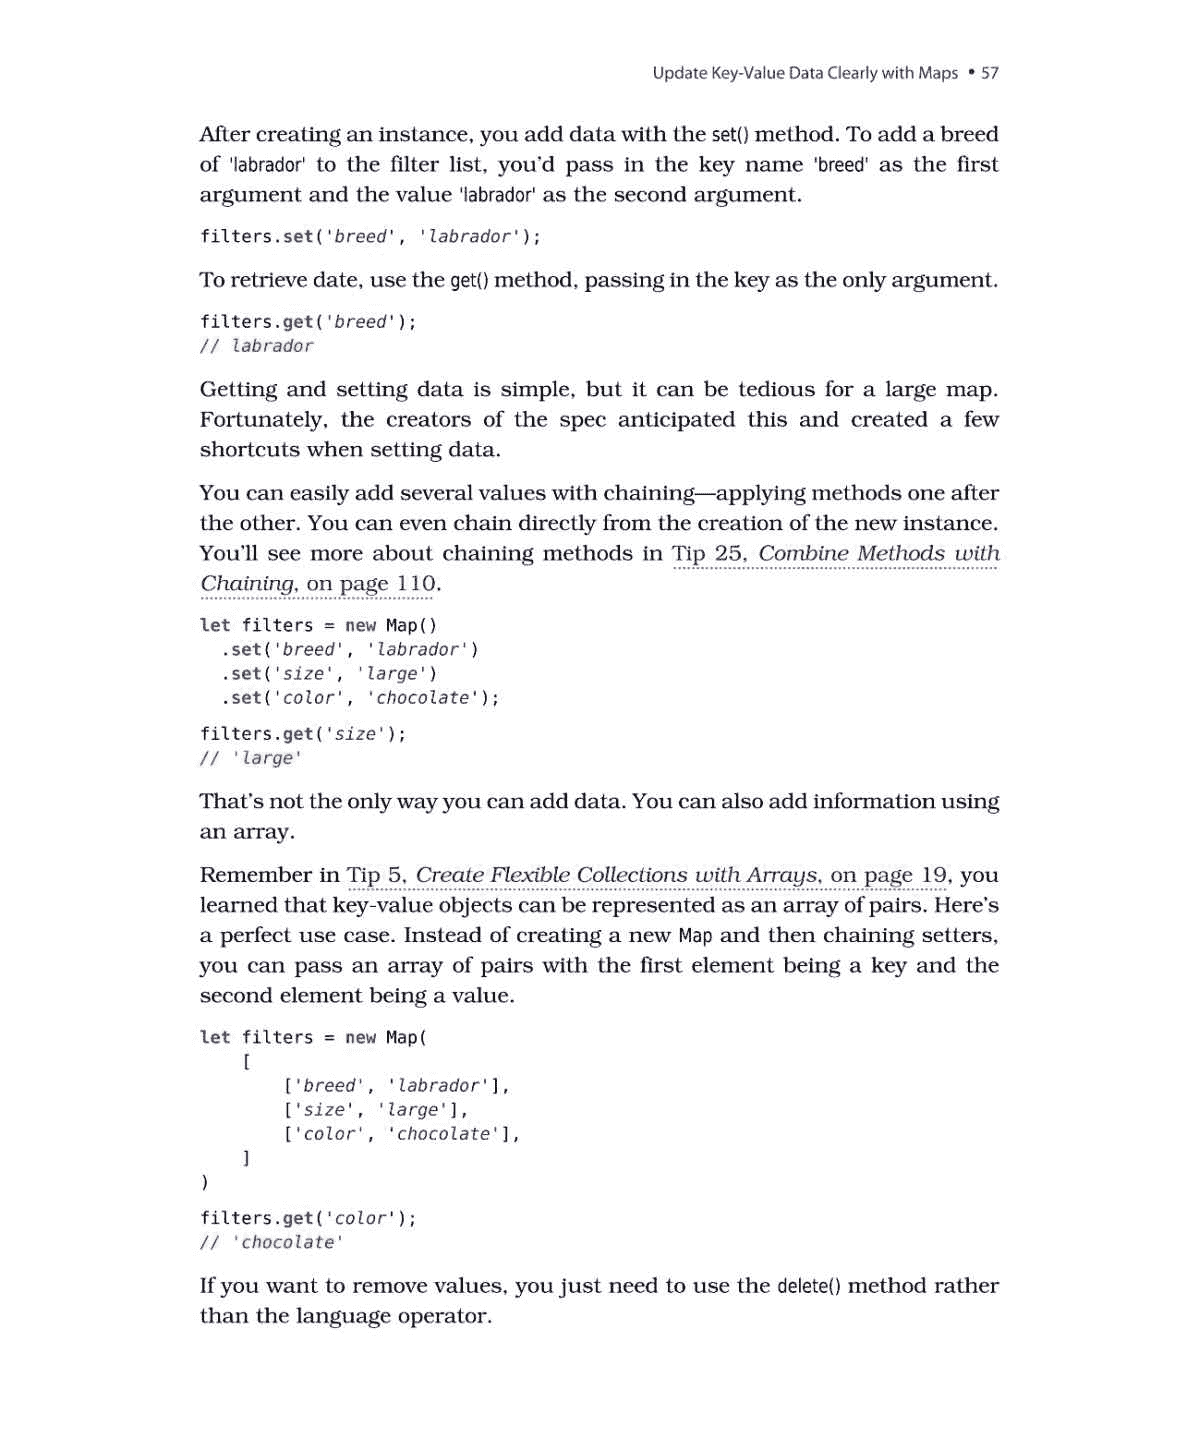 Update Key-Value Data Clearly with Maps • 57
After creating an instance, you add data with the set() method. To add a breed
of 'labrador' to the filter list, you'd pass in the key name 'breed' as the first
argument and the value 'labrador' as the second argument.
filters.set('breed', 'labrador');
To retrieve date, use the get() method, passing in the key as the only argument.
filters.get('breed');
// labrador
Getting and setting data is simple, but it can be tedious for a large map.
Fortunately, the creators of the spec anticipated this and created a few
shortcuts when setting data.
You can easily add several values with chaining—applying methods one after
the other. You can even chain directly from the creation of the new instance.
You'll see more about chaining methods in Tip 25, Combine Methods with
Chaining, on page 110.
let filters = new Map()
  .set('breed', 'labrador')
  .set('size', 'large')
  .set('color', 'chocolate');
filters.get('size');
// 'large'
That's not the only way you can add data. You can also add information using
an array.
Remember in Tip 5, Create Flexible Collections with Arrays, on page 19, you
learned that key-value objects can be represented as an array of pairs. Here's
a perfect use case. Instead of creating a new Map and then chaining setters,
you can pass an array of pairs with the first element being a key and the
second element being a value.
let filters = new Map(
    [
        ['breed', 'labrador'],
        ['size', 'large'],
        ['color', 'chocolate'],
    ]
)
filters.get('color');
// 'chocolate'
If you want to remove values, you just need to use the delete() method rather
than the language operator.